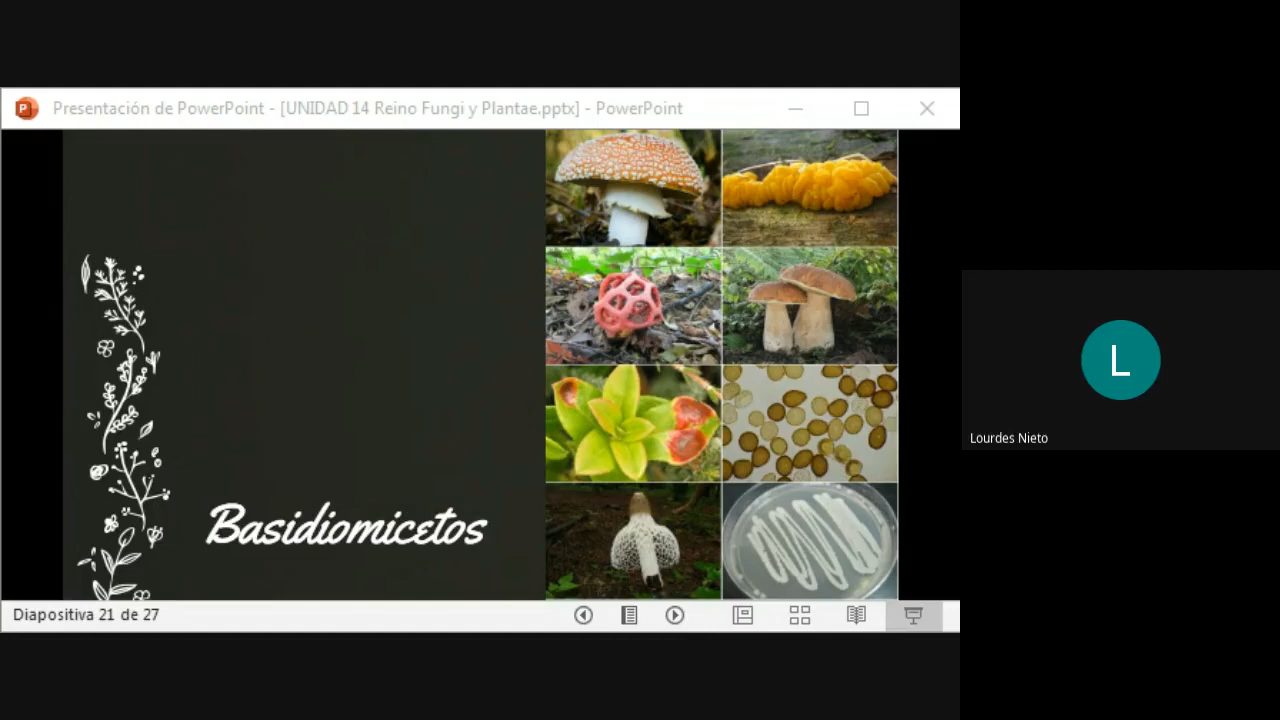 Presentación de PowerPoint - [UNIDAD 14 Reino Fungi y Plantae.pptx] - PowerPoint
Basidiomicetos
Diapositiva 21 de 27
L
Lourdes Nieto